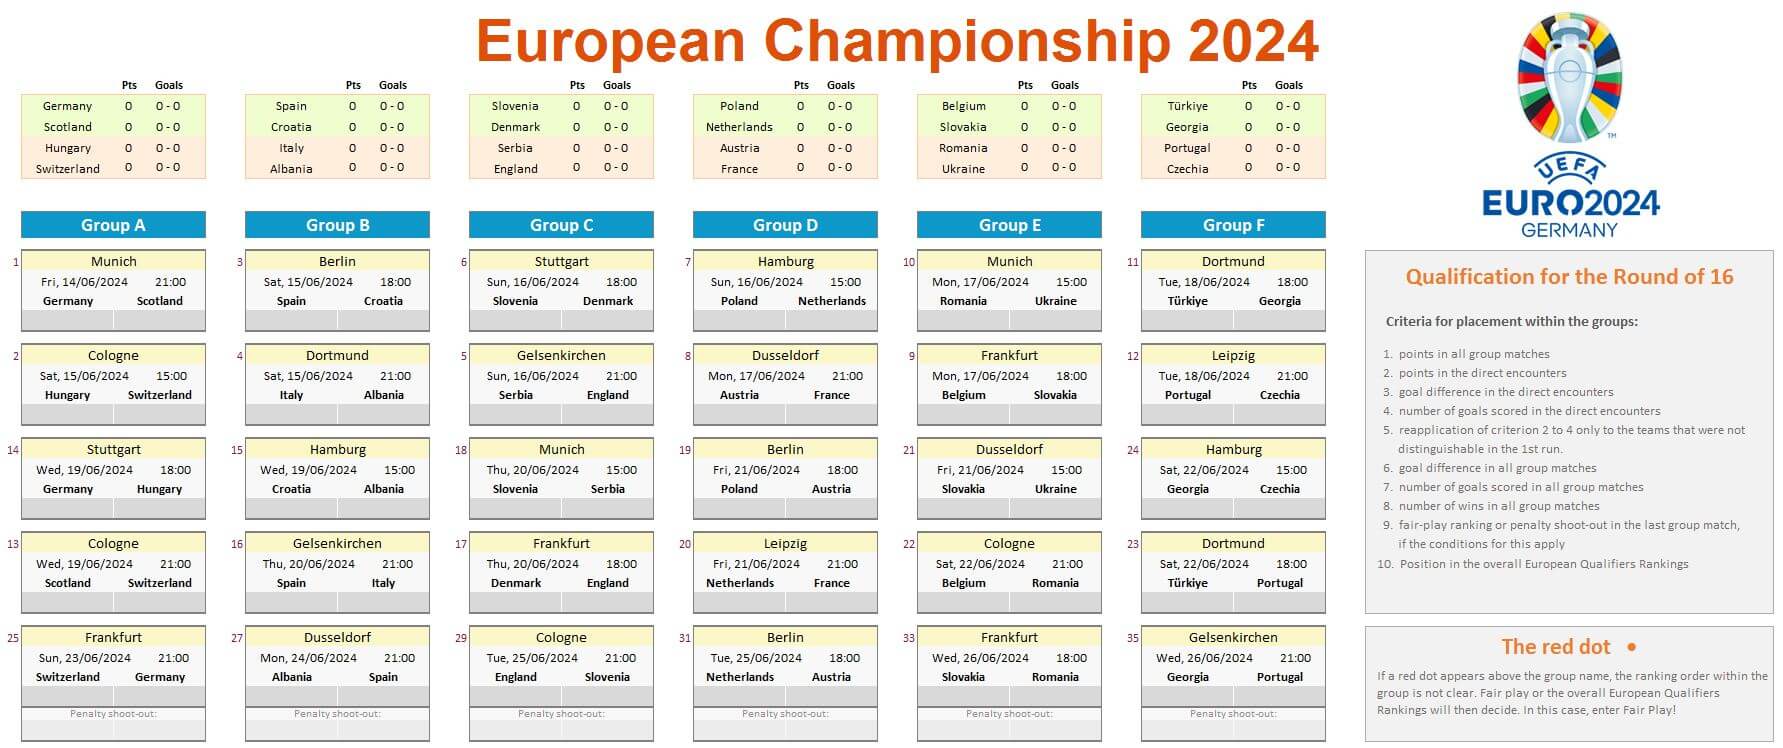 European Championship 2024
Pts Goals Pts Goals Pts Goals Pts Goals Pts Goals Pts Goals
Germany 0 0 - 0 Spain 0 0 - 0 Slovenia 0 0 - 0 Poland 0 0 - 0 Belgium 0 0 - 0 Türkiye 0 0 - 0
Scotland 0 0 - 0 Croatia 0 0 - 0 Denmark 0 0 - 0 Netherlands 0 0 - 0 Slovakia 0 0 - 0 Georgia 0 0 - 0
Hungary 0 0 - 0 Italy 0 0 - 0 Serbia 0 0 - 0 Austria 0 0 - 0 Romania 0 0 - 0 Portugal 0 0 - 0
Switzerland 0 0 - 0 Albania 0 0 - 0 England 0 0 - 0 France 0 0 - 0 Ukraine 0 0 - 0 Czechia 0 0 - 0
Group A Group B Group C Group D Group E Group F
1 Munich 3 Berlin 6 Stuttgart 7 Hamburg 10 Munich 11 Dortmund
Fri, 14/06/2024 21:00 Sat, 15/06/2024 18:00 Sun, 16/06/2024 18:00 Sun, 16/06/2024 15:00 Mon, 17/06/2024 15:00 Tue, 18/06/2024 18:00
Germany Scotland Spain Croatia Slovenia Denmark Poland Netherlands Romania Ukraine Türkiye Georgia
2 Cologne 4 Dortmund 5 Gelsenkirchen 8 Dusseldorf 9 Frankfurt 12 Leipzig
Sat, 15/06/2024 15:00 Sat, 15/06/2024 21:00 Sun, 16/06/2024 21:00 Mon, 17/06/2024 21:00 Mon, 17/06/2024 18:00 Tue, 18/06/2024 21:00
Hungary Switzerland Italy Albania Serbia England Austria France Belgium Slovakia Portugal Czechia
14 Stuttgart 15 Hamburg 18 Munich 19 Berlin 21 Dusseldorf 24 Hamburg
Wed, 19/06/2024 18:00 Wed, 19/06/2024 15:00 Thu, 20/06/2024 15:00 Fri, 21/06/2024 18:00 Fri, 21/06/2024 15:00 Sat, 22/06/2024 15:00
Germany Hungary Croatia Albania Slovenia Serbia Poland Austria Slovakia Ukraine Georgia Czechia
13 Cologne 16 Gelsenkirchen 17 Frankfurt 20 Leipzig 22 Cologne 23 Dortmund
Wed, 19/06/2024 21:00 Thu, 20/06/2024 21:00 Thu, 20/06/2024 18:00 Fri, 21/06/2024 21:00 Sat, 22/06/2024 21:00 Sat, 22/06/2024 18:00
Scotland Switzerland Spain Italy Denmark England Netherlands France Belgium Romania Türkiye Portugal
25 Frankfurt 27 Dusseldorf 29 Cologne 31 Berlin 33 Frankfurt 35 Gelsenkirchen
Sun, 23/06/2024 21:00 Mon, 24/06/2024 21:00 Tue, 25/06/2024 21:00 Tue, 25/06/2024 18:00 Wed, 26/06/2024 18:00 Wed, 26/06/2024 21:00
Switzerland Germany Albania Spain England Slovenia Netherlands Austria Slovakia Romania Georgia Portugal
Penalty shoot-out: Penalty shoot-out: Penalty shoot-out: Penalty shoot-out: Penalty shoot-out: Penalty shoot-out:
TM
UEFA
EURO2024
GERMANY
Qualification for the Round of 16
Criteria for placement within the groups:
1. points in all group matches
2. points in the direct encounters
3. goal difference in the direct encounters
4. number of goals scored in the direct encounters
5. reapplication of criterion 2 to 4 only to the teams that were not
distinguishable in the 1st run.
6. goal difference in all group matches
7. number of goals scored in all group matches
8. number of wins in all group matches
9. fair-play ranking or penalty shoot-out in the last group match,
if the conditions for this apply
10. Position in the overall European Qualifiers Rankings
The red dot •
If a red dot appears above the group name, the ranking order within the
group is not clear. Fair play or the overall European Qualifiers
Rankings will then decide. In this case, enter Fair Play!